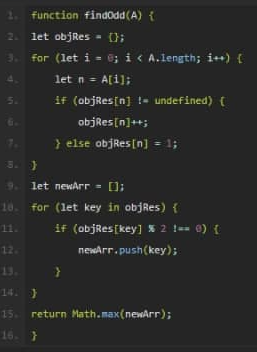 1. function findOdd(A) {
2. let objRes = {};
3. for (let i = 0; i < A.length; i++) {
4. let n = A[i];
5. if (objRes[n] != undefined) {
6. objRes[n]++;
7. } else objRes[n] = 1;
8. }
9. let newArr = [];
10. for (let key in objRes) {
11. if (objRes[key] % 2 !== 0) {
12. newArr.push(key);
13. }
14. }
15. return Math.max(newArr);
16. }